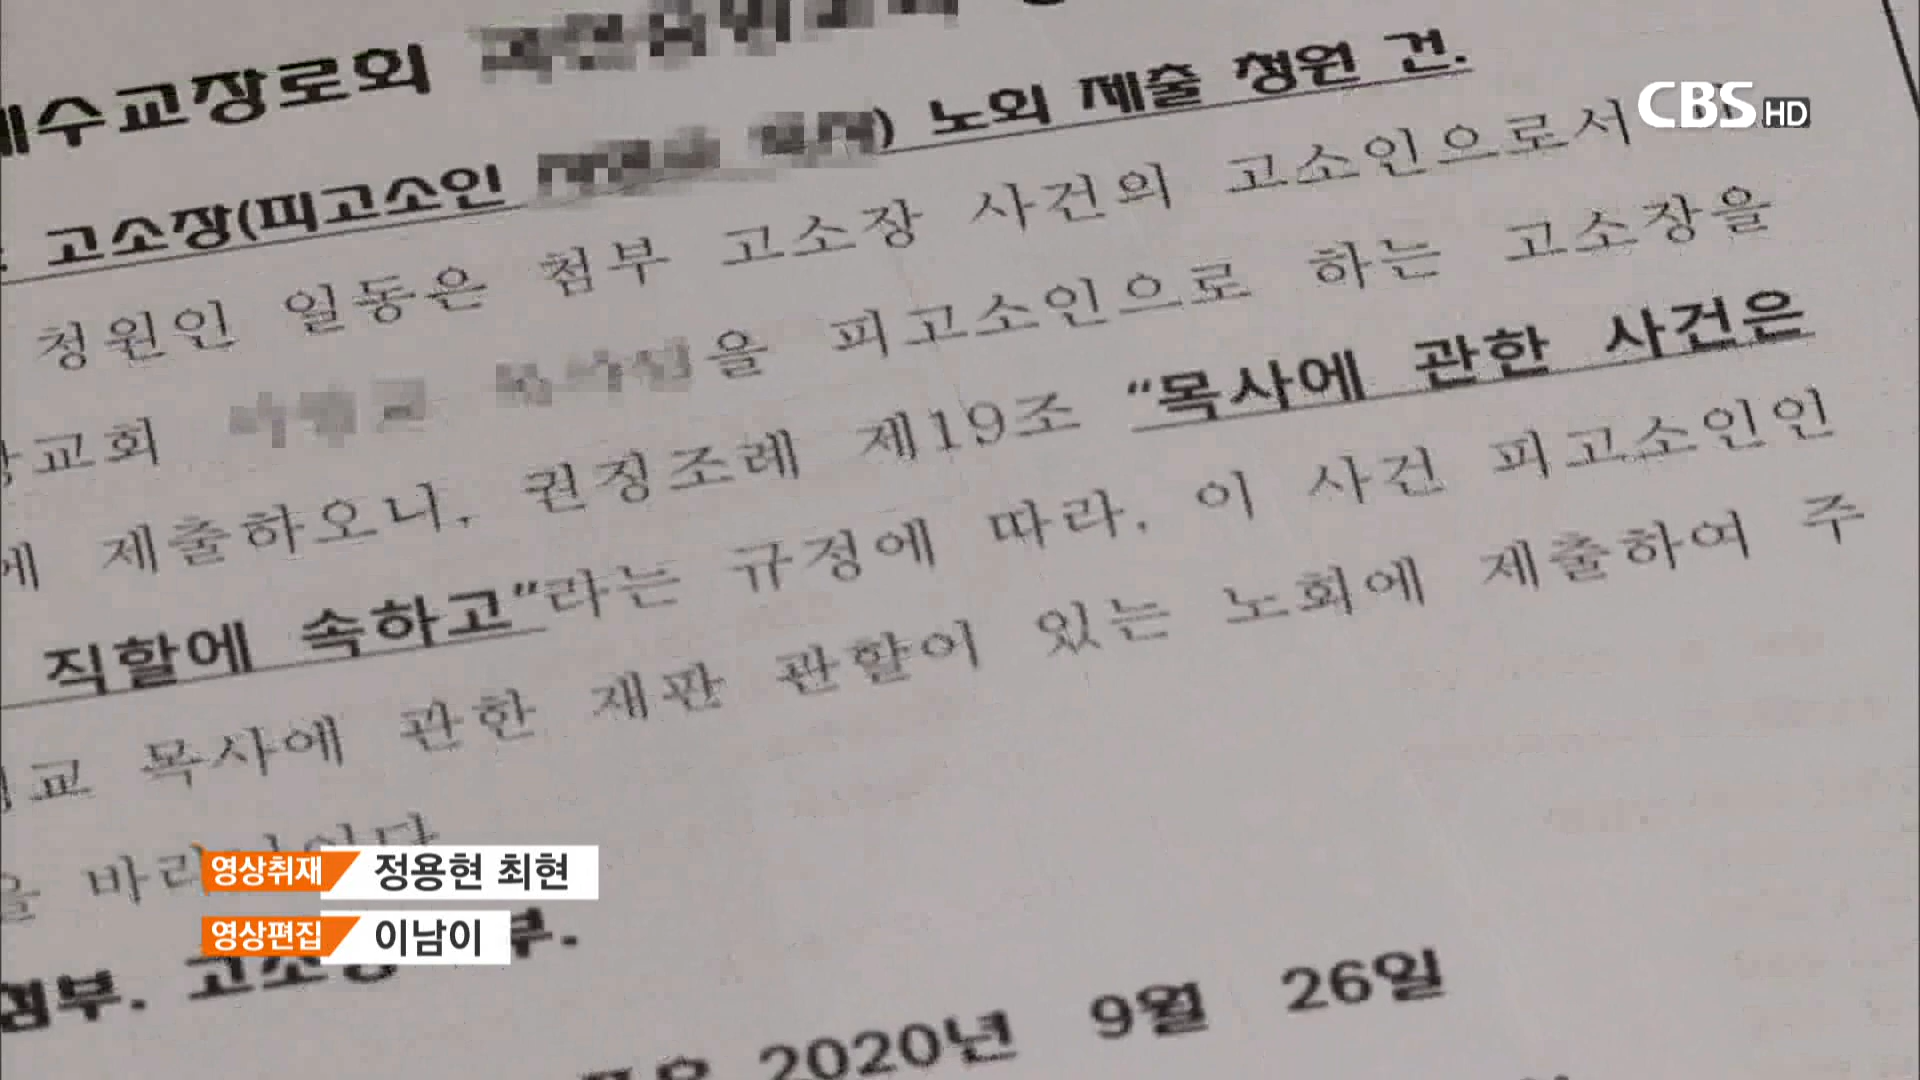 예수교장로회
CBS HD
고소장(피고소인 ) 노회 제출 청원 건.
청원인 일동은 첨부 고소장 사건의 고소인으로서
교회 을 피고소인으로 하는 고소장을
에 제출하오니, 권징조례 제19조 “목사에 관한 사건은
직할에 속하고”라는 규정에 따라, 이 사건 피고소인인
교 목사에 관한 재판 관할이 있는 노회에 제출하여 주
을 바라
영상취재 정용현 최현
영상편집 이남이
첨부. 고소장 부.
2020년 9월 26일